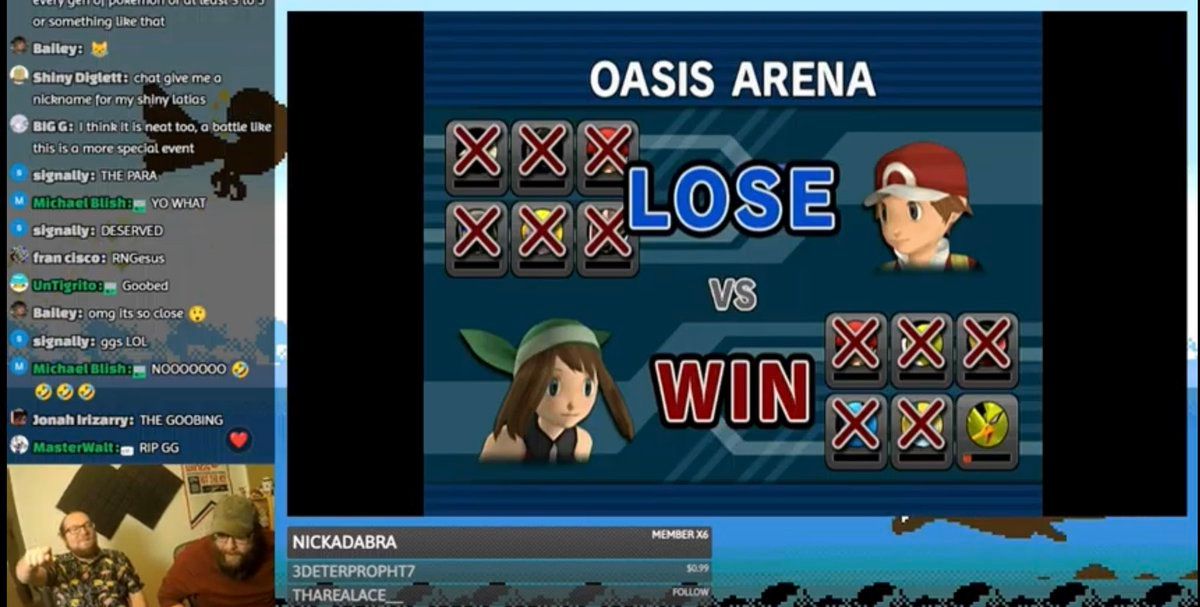 every gen of pokemon or at least 3 to 5
or something like that
Bailey: 😿
Shiny Diglett: chat give me a
nickname for my shiny latias
BiG G: I think it is neat too, a battle like
this is a more special event
signally: THE PARA
Michael Blish: YO WHAT
signally: DESERVED
fran cisco: RNGesus
UnTigrito: Goobed
Bailey: omg its so close 😲
signally: ggs LOL
Michael Blish: NOOOOOOO 🤣
🤣 🤣 🤣
Jonah Irizarry: THE GOOBING
MasterWalt: RIP GG
OASIS ARENA
LOSE
VS
WIN
NICKADABRA MEMBER X6
3DETERPROPHT7 $0.99
THAREALACE__ FOLLOW